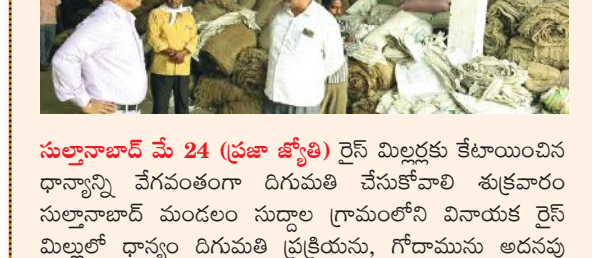 సుల్తానాబాద్ మే 24 (ప్రజా జ్యోతి) రైస్ మిల్లర్లకు కేటాయించిన
ధాన్యాన్ని వేగవంతంగా దిగుమతి చేసుకోవాలి శుక్రవారం
సుల్తానాబాద్ మండలం సుద్దాల గ్రామంలోని వినాయక రైస్
మిల్లులో ధాన్యం దిగుమతి ప్రక్రియను, గోదామును అదనపు